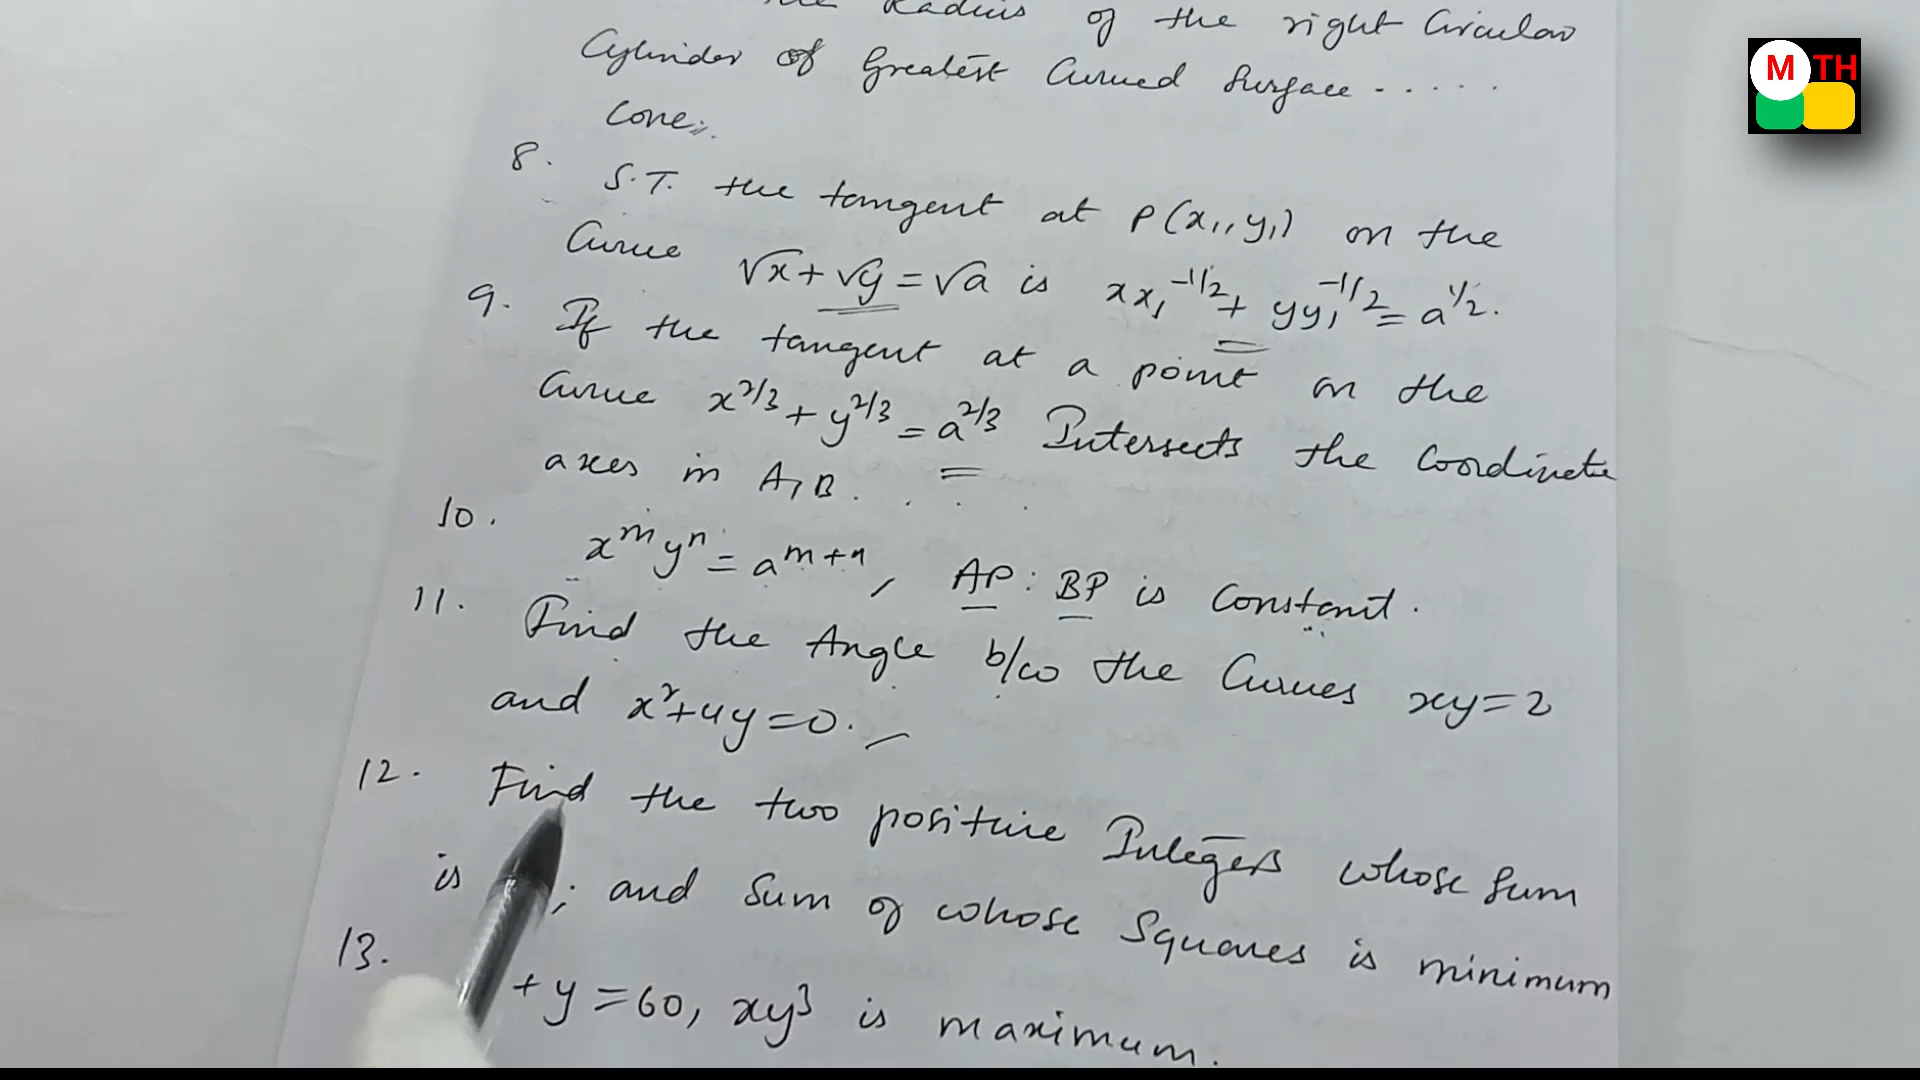 the Radius of the right Circular
Cylinder of Greatest Curved Surface .....
Cone.
8. S.T. the tangent at P(x₁, y₁) on the
Curve √x + √y = √a is xx₁^-1/2 + yy₁^-1/2 = a^1/2.
9. If the tangent at a point on the
Curve x^2/3 + y^2/3 = a^2/3 Intersects the Coordinate
axes in A, B. . . .
10. x^m y^n = a^m+n, AP : BP is Constant.
11. Find the Angle b/w the Curves xy = 2
and x² + 4y = 0.
12. Find the two positive Integers whose Sum
is ; and Sum of whose Squares is minimum
13. + y = 60, xy³ is maximum.
M TH